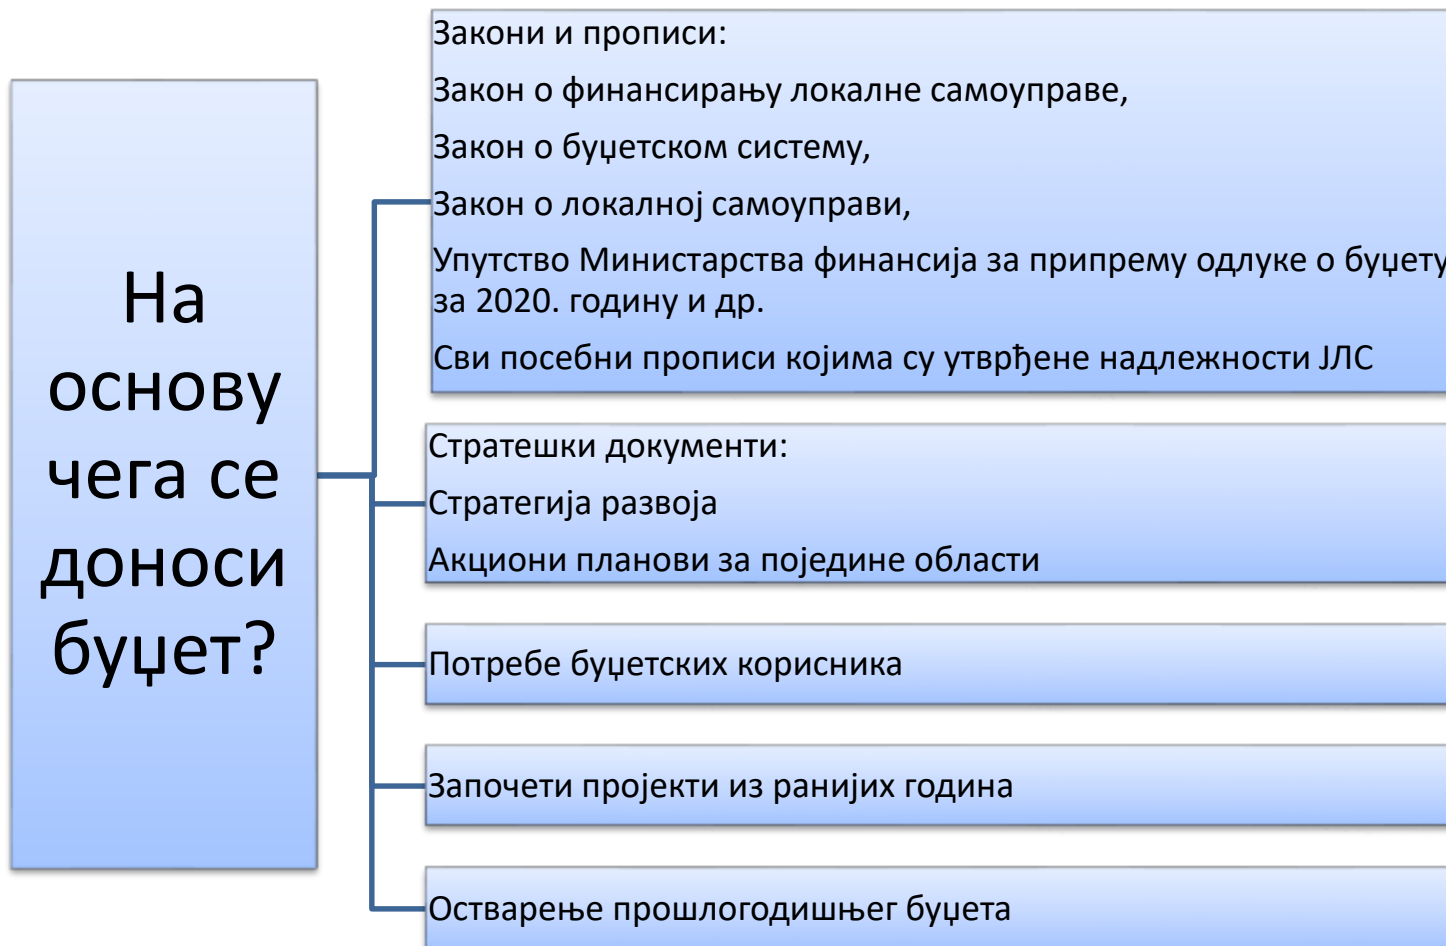 На
основу
чега се
доноси
буџет?
Закони и прописи:
Закон о финансирању локалне самоуправе,
Закон о буџетском систему,
Закон о локалној самоуправи,
Упутство Министарства финансија за припрему одлуке о буџету
за 2020. годину и др.
Сви посебни прописи којима су утврђене надлежности ЈЛС
Стратешки документи:
Стратегија развоја
Акциони планови за поједине области
Потребе буџетских корисника
Започети пројекти из ранијих година
Остварење прошлогодишњег буџета